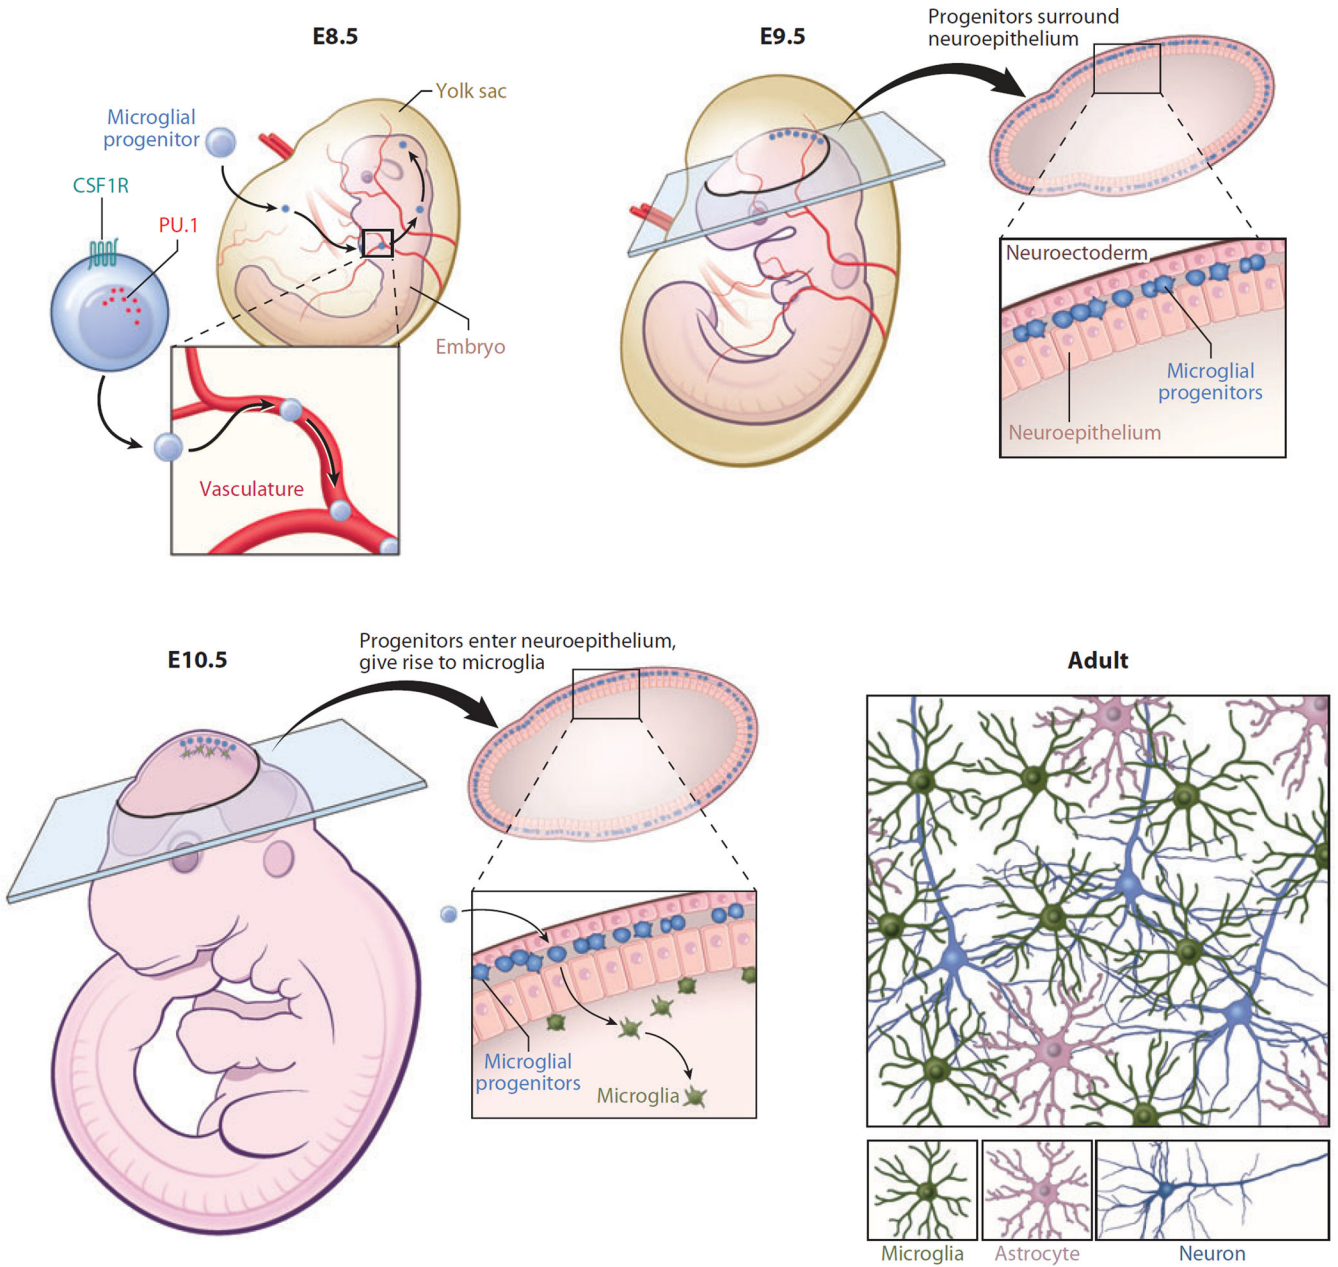 E8.5
Yolk sac
Microglial
progenitor
CSF1R
PU.1
Embryo
Vasculature
E9.5
Progenitors surround
neuroepithelium
Neuroectoderm
Microglial
progenitors
Neuroepithelium
E10.5
Progenitors enter neuroepithelium,
give rise to microglia
Microglial
progenitors
Microglia
Adult
Microglia
Astrocyte
Neuron